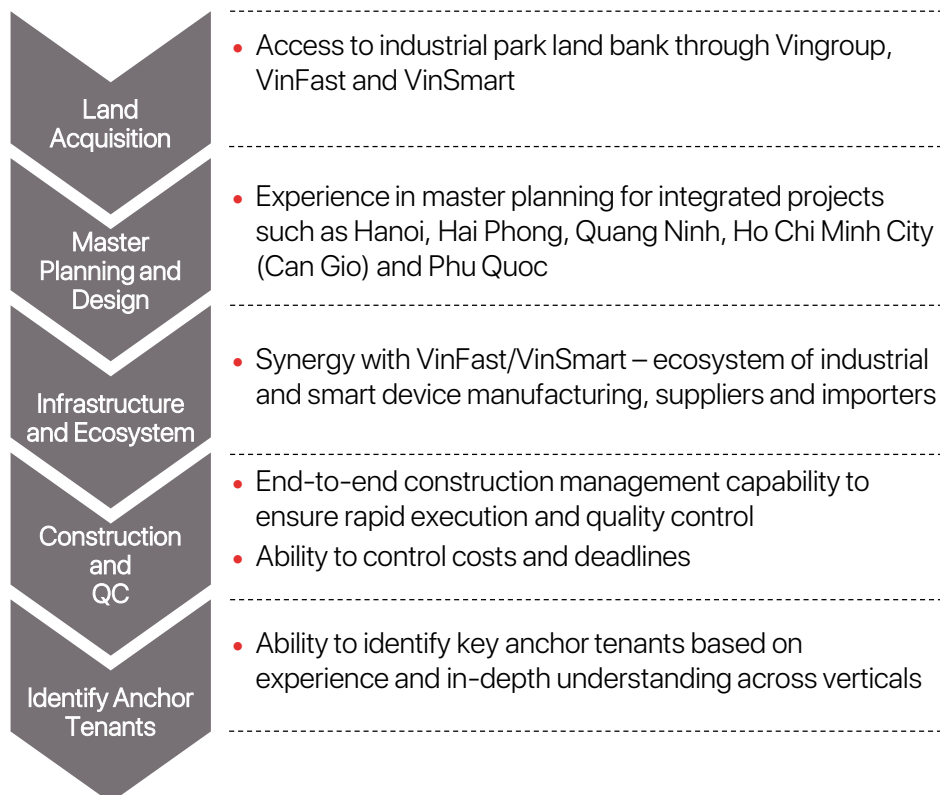 Land
Acquisition
• Access to industrial park land bank through Vingroup,
VinFast and VinSmart
Master
Planning and
Design
• Experience in master planning for integrated projects
such as Hanoi, Hai Phong, Quang Ninh, Ho Chi Minh City
(Can Gio) and Phu Quoc
Infrastructure
and Ecosystem
• Synergy with VinFast/VinSmart – ecosystem of industrial
and smart device manufacturing, suppliers and importers
Construction
and
QC
• End-to-end construction management capability to
ensure rapid execution and quality control
• Ability to control costs and deadlines
Identify Anchor
Tenants
• Ability to identify key anchor tenants based on
experience and in-depth understanding across verticals